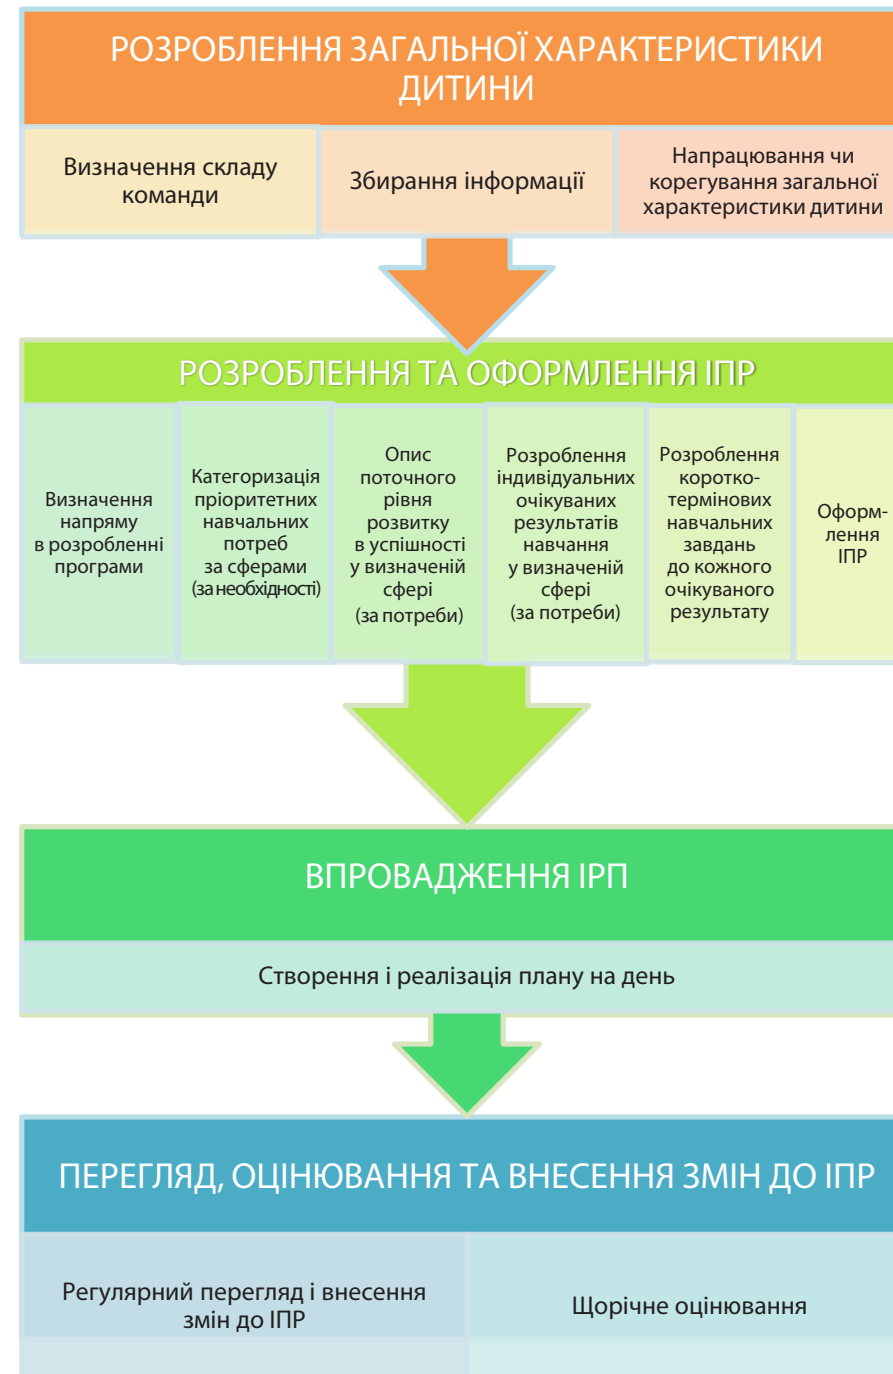 РОЗРОБЛЕННЯ ЗАГАЛЬНОЇ ХАРАКТЕРИСТИКИ
ДИТИНИ
Визначення складу
команди
Збирання інформації
Напрацювання чи
корегування загальної
характеристики дитини
РОЗРОБЛЕННЯ ТА ОФОРМЛЕННЯ ІПР
Визначення
напряму
в розробленні
програми
Категоризація
пріоритетних
навчальних
потреб
за сферами
(за необхідності)
Опис
поточного
рівня
розвитку
в успішності
у визначеній
сфері
(за потреби)
Розроблення
індивідуальних
очікуваних
результатів
навчання
у визначеній
сфері
(за потреби)
Розроблення
коротко-
термінових
навчальних
завдань
до кожного
очікуваного
результату
Оформ-
лення
ІПР
ВПРОВАДЖЕННЯ ІРП
Створення і реалізація плану на день
ПЕРЕГЛЯД, ОЦІНЮВАННЯ ТА ВНЕСЕННЯ ЗМІН ДО ІПР
Регулярний перегляд і внесення
змін до ІПР
Щорічне оцінювання